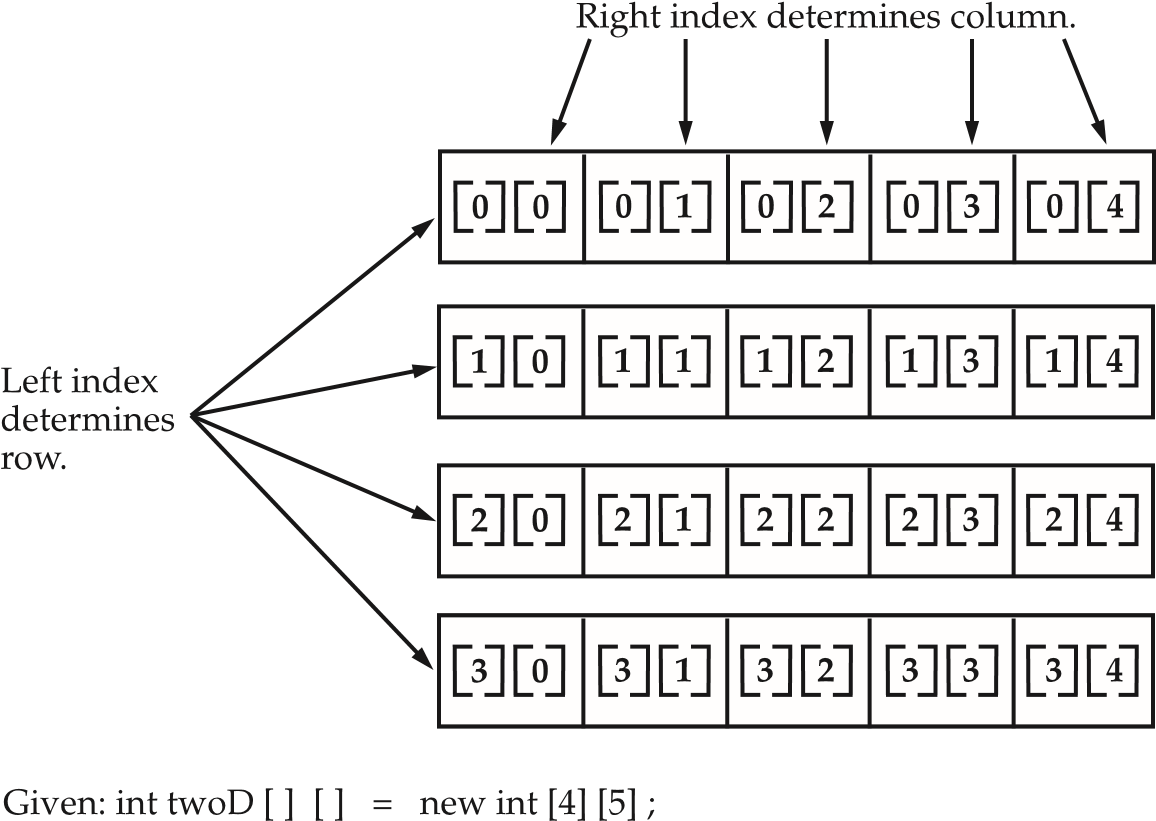 Right index determines column.
[0][0] [0][1] [0][2] [0][3] [0][4]
[1][0] [1][1] [1][2] [1][3] [1][4]
Left index
determines
row.
[2][0] [2][1] [2][2] [2][3] [2][4]
[3][0] [3][1] [3][2] [3][3] [3][4]
Given: int twoD [ ] [ ] = new int [4] [5] ;